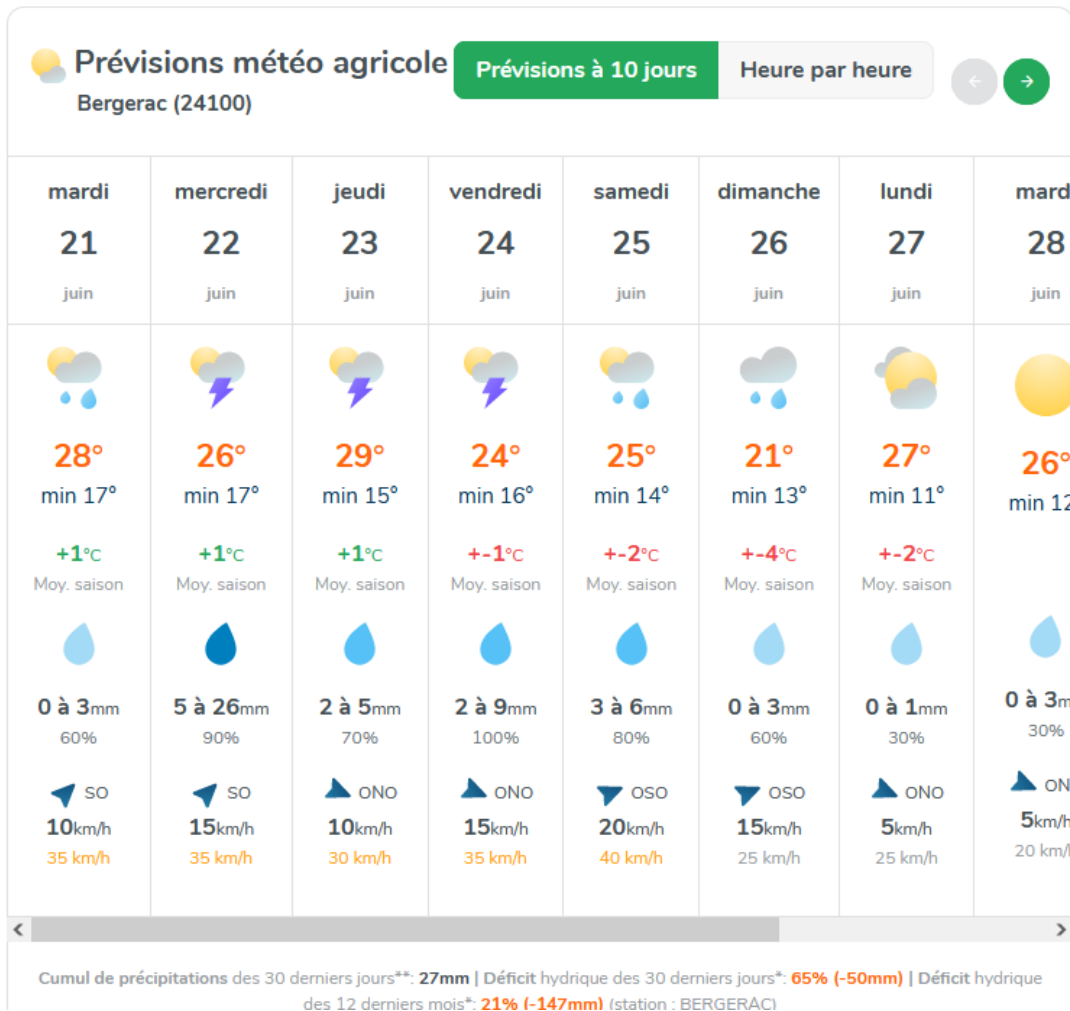 Prévisions météo agricole
Bergerac (24100)
Prévisions à 10 jours
Heure par heure
mardi mercredi jeudi vendredi samedi dimanche lundi mard
21 22 23 24 25 26 27 28
juin juin juin juin juin juin juin juin
28° 26° 29° 24° 25° 21° 27° 26°
min 17° min 17° min 15° min 16° min 14° min 13° min 11° min 12
+1°C +1°C +1°C +-1°C +-2°C +-4°C +-2°C
Moy. saison Moy. saison Moy. saison Moy. saison Moy. saison Moy. saison Moy. saison
0 à 3mm 5 à 26mm 2 à 5mm 2 à 9mm 3 à 6mm 0 à 3mm 0 à 1mm 0 à 3m
60% 90% 70% 100% 80% 60% 30% 30%
SO SO ONO ONO OSO OSO ONO ON
10km/h 15km/h 10km/h 15km/h 20km/h 15km/h 5km/h 5km/h
35 km/h 35 km/h 30 km/h 35 km/h 40 km/h 25 km/h 25 km/h 20 km/
Cumul de précipitations des 30 derniers jours**: 27mm | Déficit hydrique des 30 derniers jours*: 65% (-50mm) | Déficit hydrique
des 12 derniers mois*: 21% (-147mm) (station : BERGERAC)